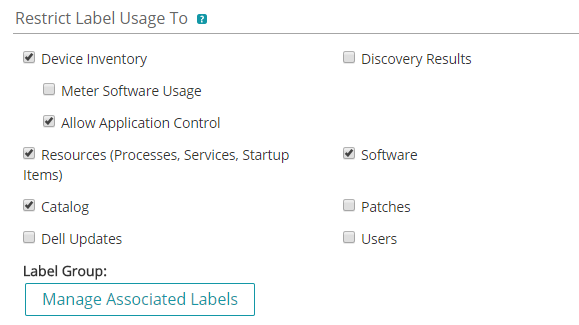 Restrict Label Usage To ?
Device Inventory
Discovery Results
Meter Software Usage
Allow Application Control
Resources (Processes, Services, Startup
Items)
Software
Catalog
Patches
Dell Updates
Users
Label Group:
Manage Associated Labels